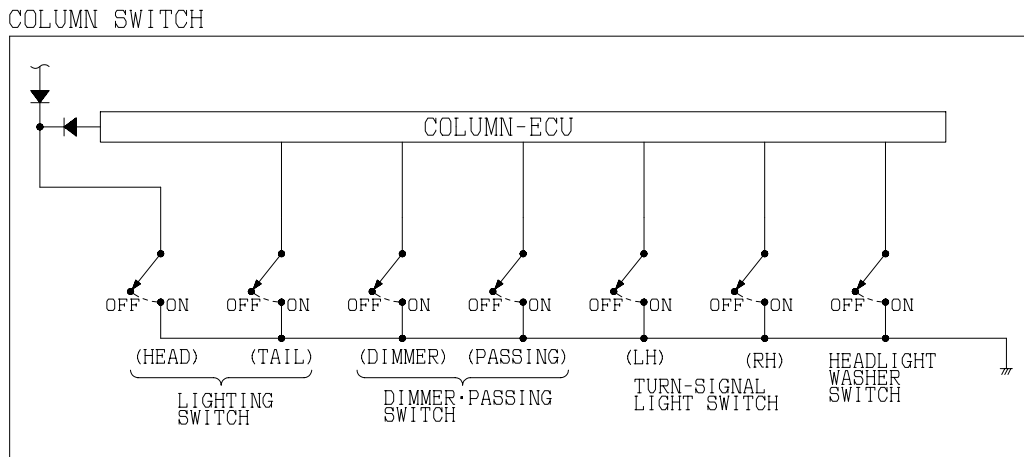 COLUMN SWITCH
COLUMN-ECU
OFF ON OFF ON OFF ON OFF ON OFF ON OFF ON OFF ON
(HEAD) (TAIL) (DIMMER) (PASSING) (LH) (RH)
LIGHTING
SWITCH
DIMMER·PASSING
SWITCH
TURN-SIGNAL
LIGHT SWITCH
HEADLIGHT
WASHER
SWITCH